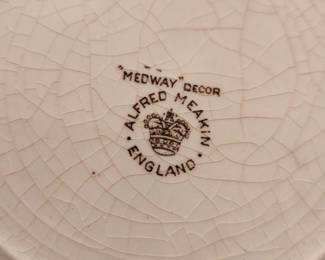 "MEDWAY" DECOR
• ALFRED MEAKIN •
ENGLAND